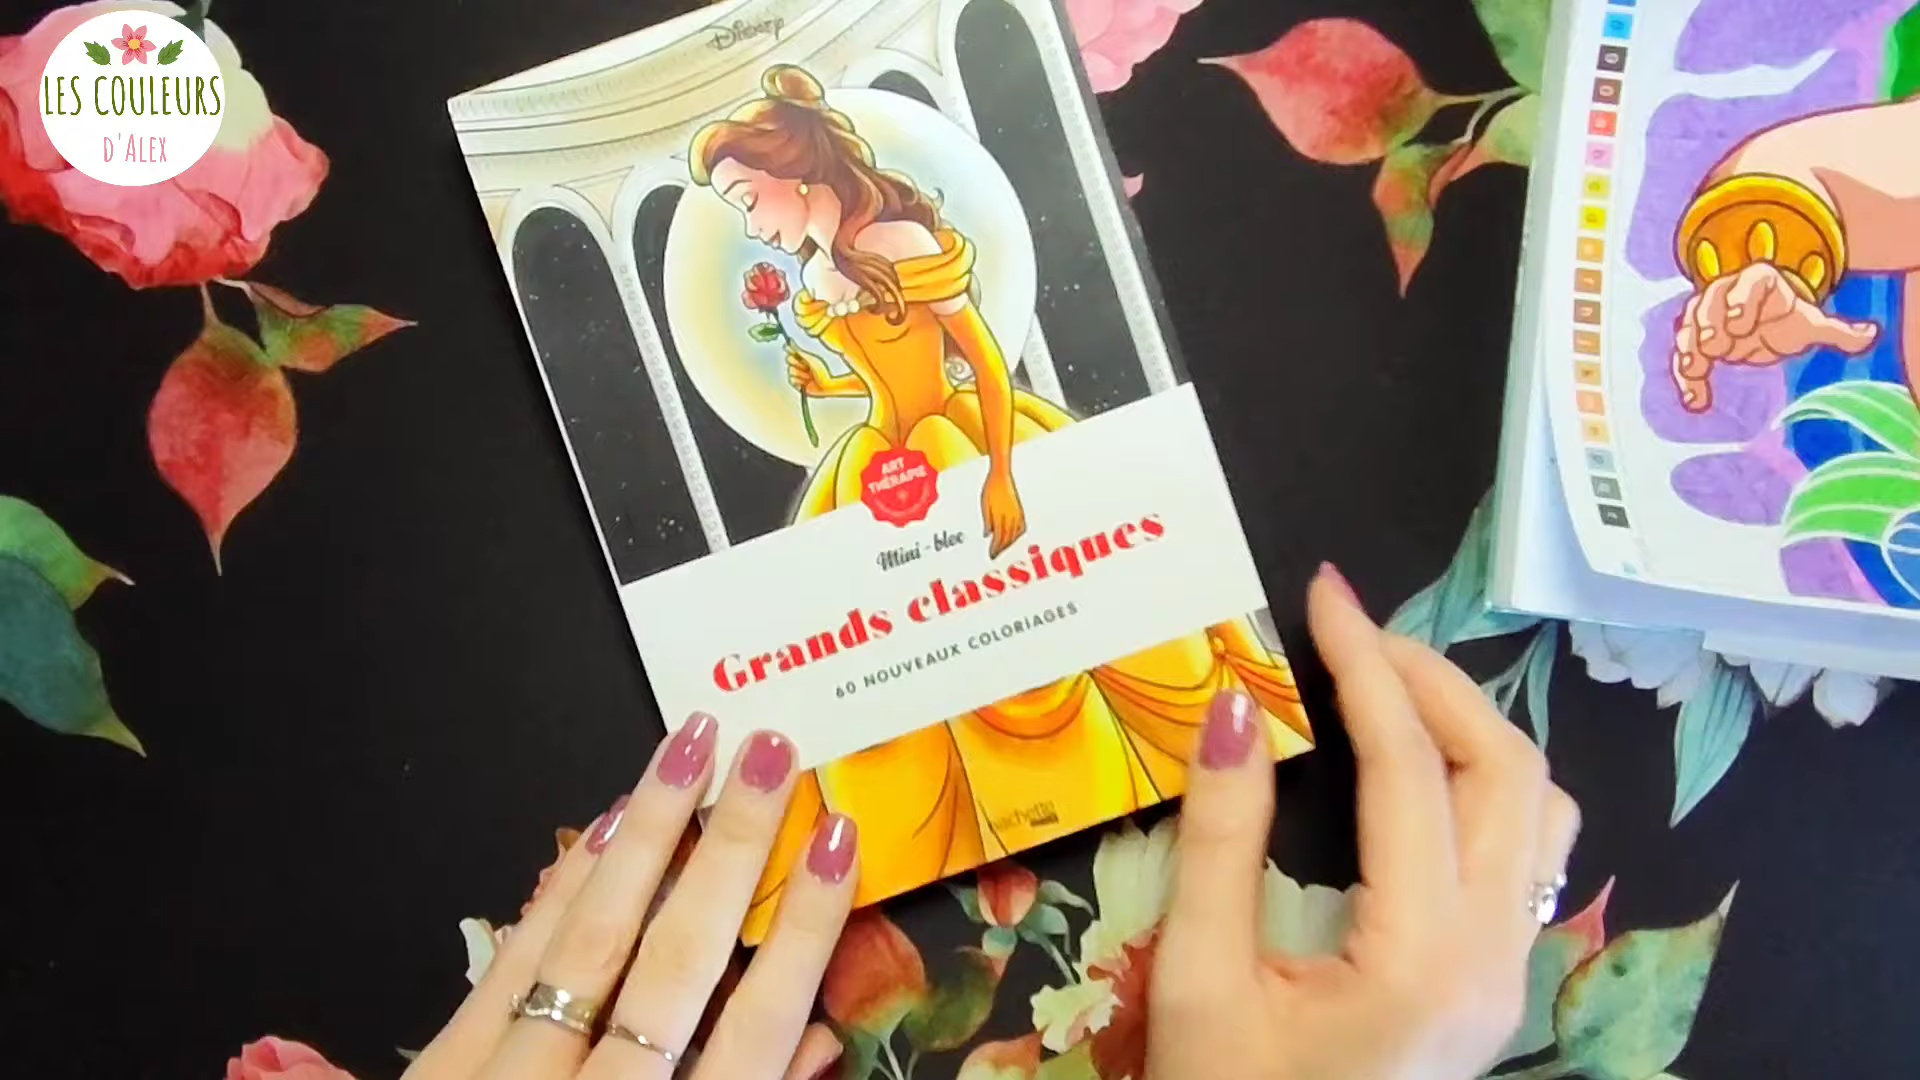 LES COULEURS
d'ALEX
Disney
ART
THÉRAPIE
Mini-bloc
Grands classiques
60 NOUVEAUX COLORIAGES
hachette